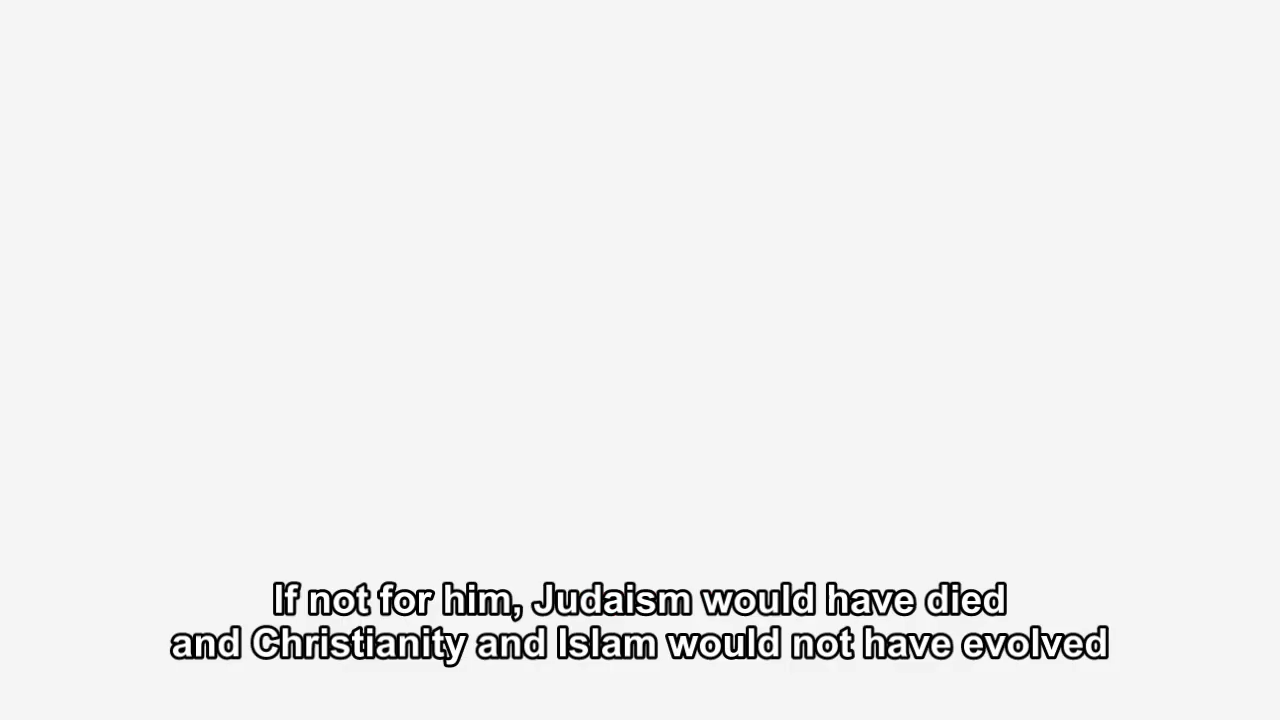 If not for him, Judaism would have died
and Christianity and Islam would not have evolved